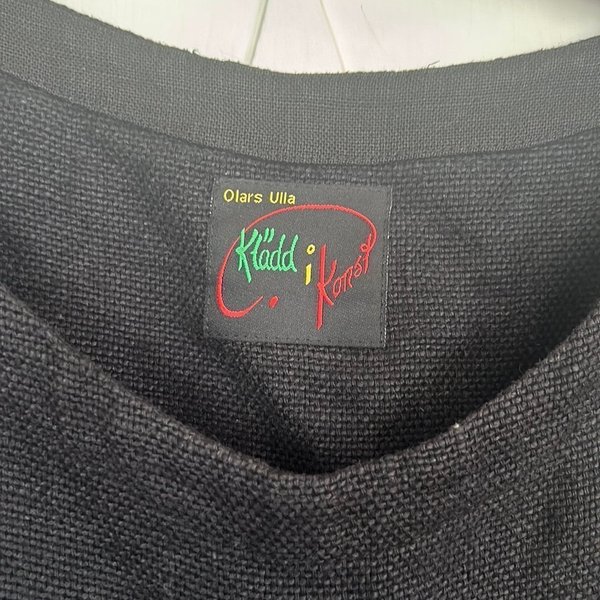 Olars Ulla
Klädd i Konst